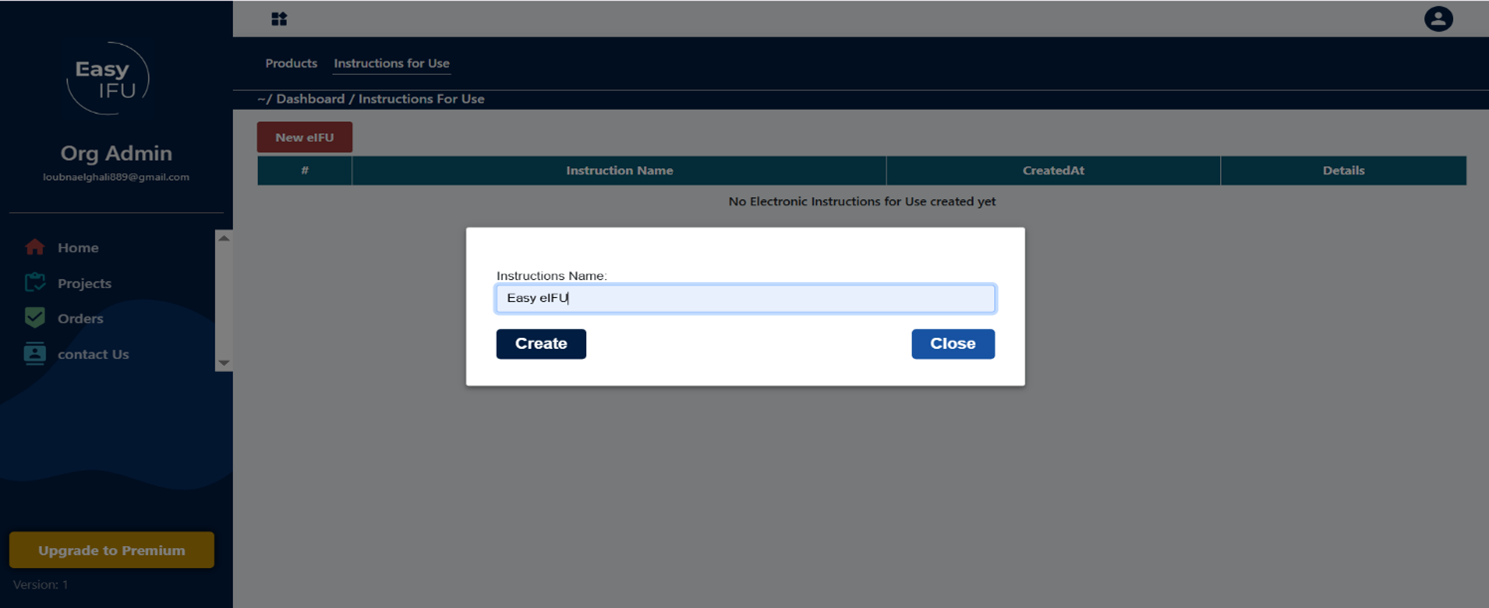 Easy
IFU
Org Admin
loubnaelghali889@gmail.com
Home
Projects
Orders
contact Us
Upgrade to Premium
Version: 1
Products Instructions for Use
~/ Dashboard / Instructions For Use
New eIFU
# Instruction Name CreatedAt Details
No Electronic Instructions for Use created yet
Instructions Name:
Easy eIFU
Create Close